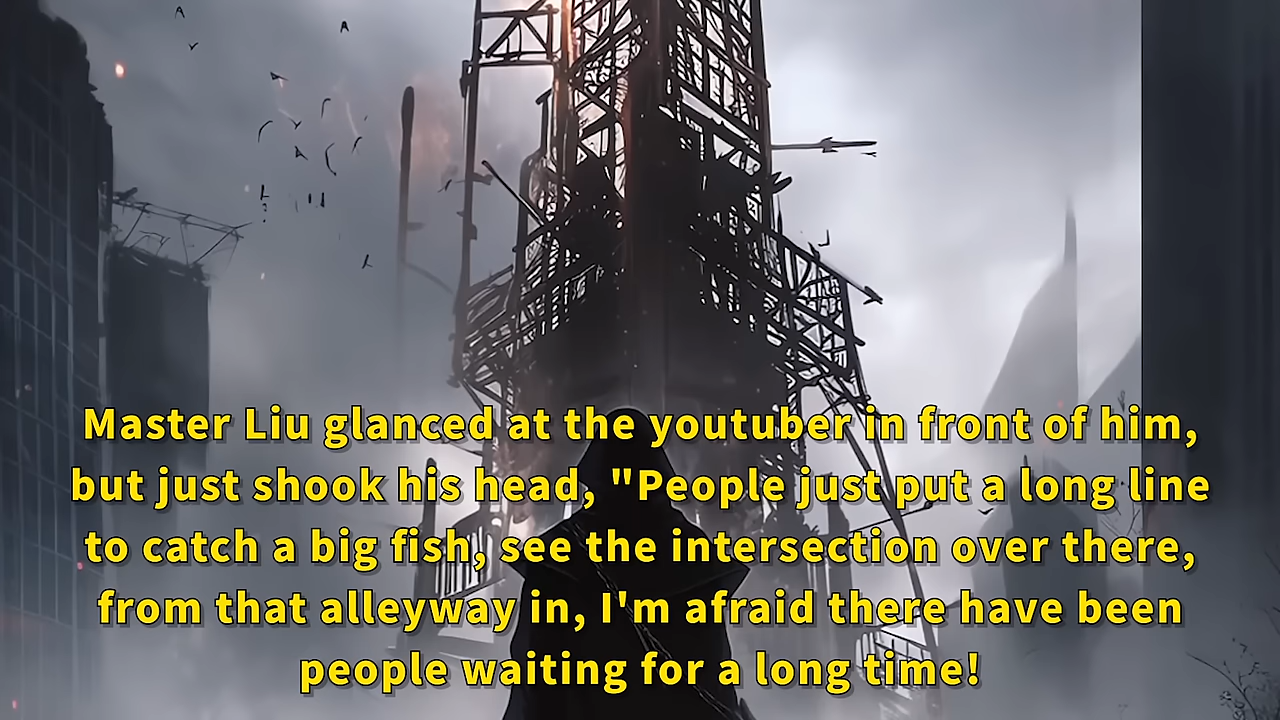 Master Liu glanced at the youtuber in front of him,
but just shook his head, "People just put a long line
to catch a big fish, see the intersection over there,
from that alleyway in, I'm afraid there have been
people waiting for a long time!